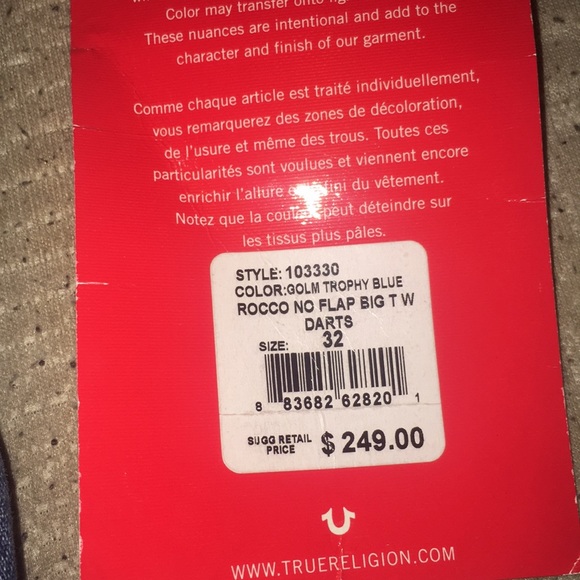 Color may transfer onto
These nuances are intentional and add to the
character and finish of our garment.
Comme chaque article est traité individuellement,
vous remarquerez des zones de décoloration,
de l'usure et même des trous. Toutes ces
particularités sont voulues et viennent encore
enrichir l'allure du vêtement.
Notez que la peut déteindre sur
les tissus plus pâles.
STYLE: 103330
COLOR:GOLM TROPHY BLUE
ROCCO NO FLAP BIG T W
DARTS
SIZE: 32
8 83682 62820 1
SUGG RETAIL
PRICE $249.00
WWW.TRUERELIGION.COM